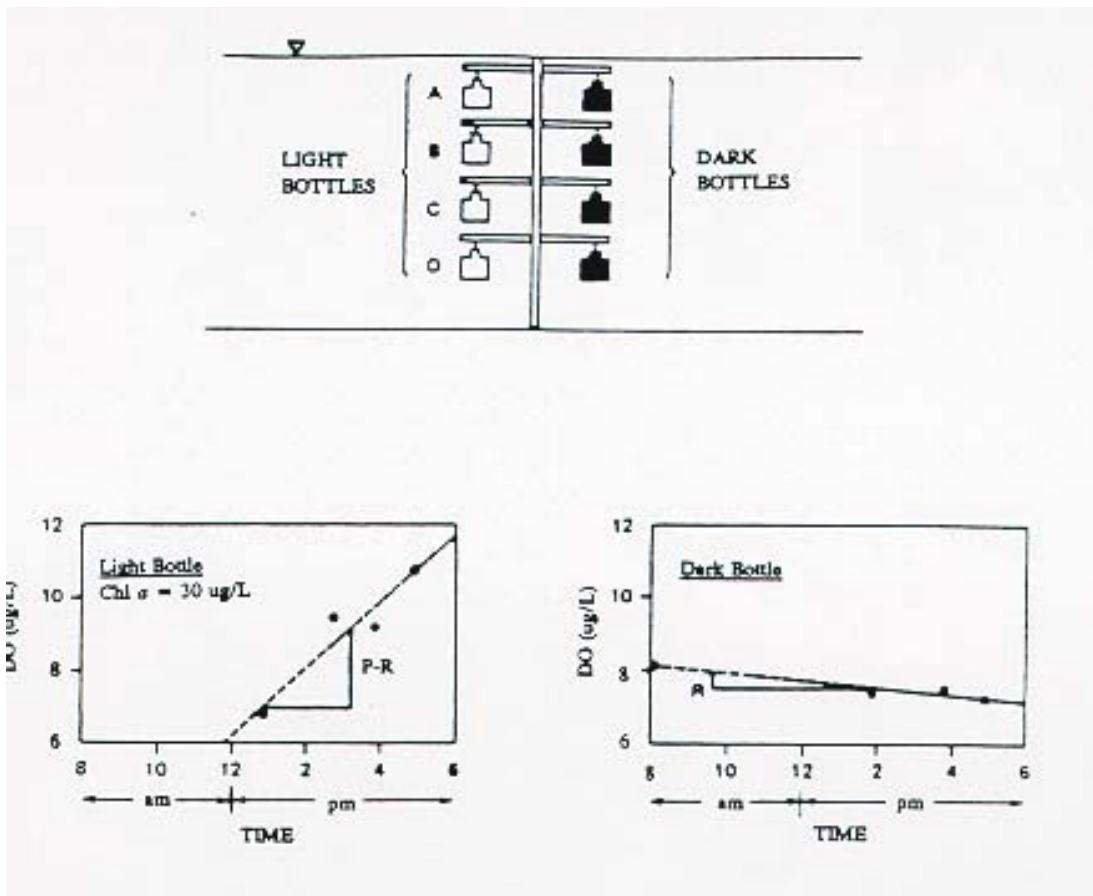 A
B
LIGHT
BOTTLES
DARK
BOTTLES
C
D
12
Light Bottle
Chl a = 30 ug/L
10
DO (ug/L)
8
P-R
6
8 10 12 2 4 6
am pm
TIME
12
Dark Bottle
10
DO (ug/L)
8
R
6
8 10 12 2 4 6
am pm
TIME